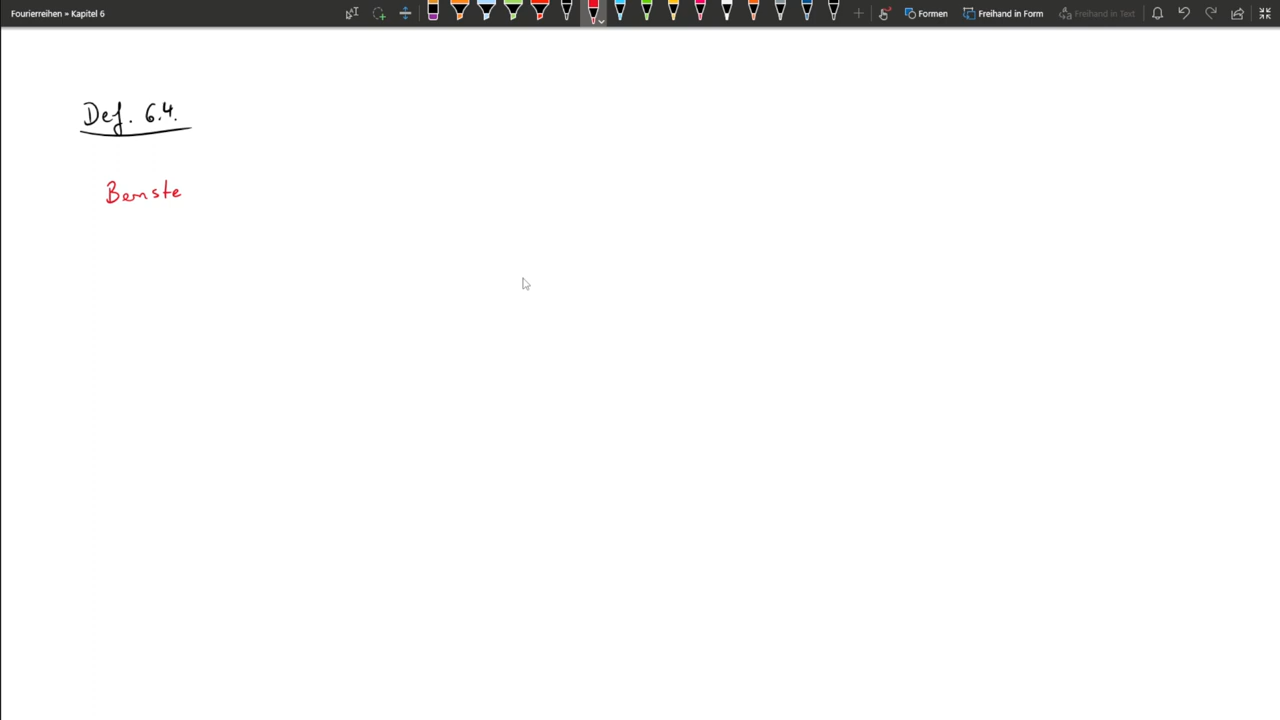 Fourierreihen » Kapitel 6
Formen
Freihand in Form
Freihand in Text
Def. 6.4.
Bernste